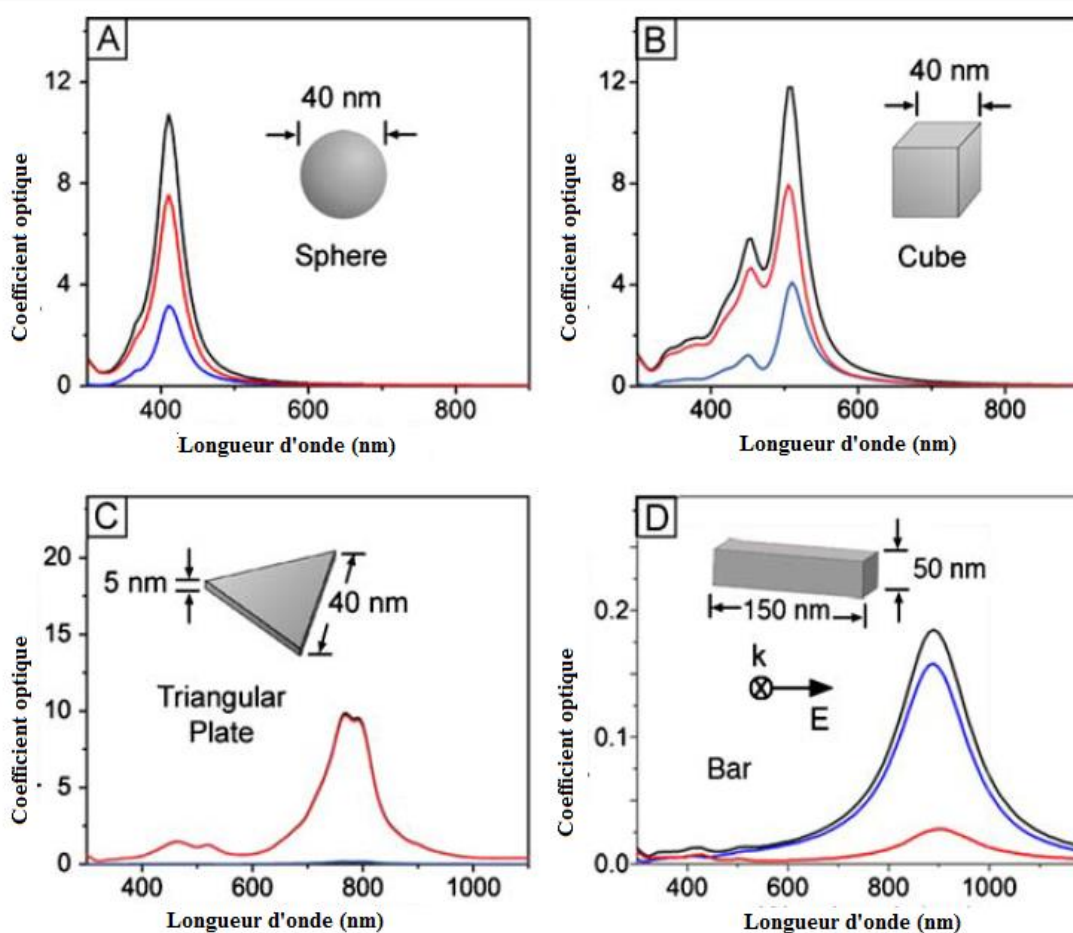 A
40 nm
Sphere
12
8
4
0
400
600
800
Coefficient optique
Longueur d'onde (nm)
B
40 nm
Cube
12
8
4
0
400
600
800
Coefficient optique
Longueur d'onde (nm)
C
5 nm
40 nm
Triangular
Plate
20
15
10
5
0
400
600
800
1000
Coefficient optique
Longueur d'onde (nm)
D
50 nm
150 nm
k
E
Bar
0.2
0.1
0.0
400
600
800
1000
Coefficient optique
Longueur d'onde (nm)